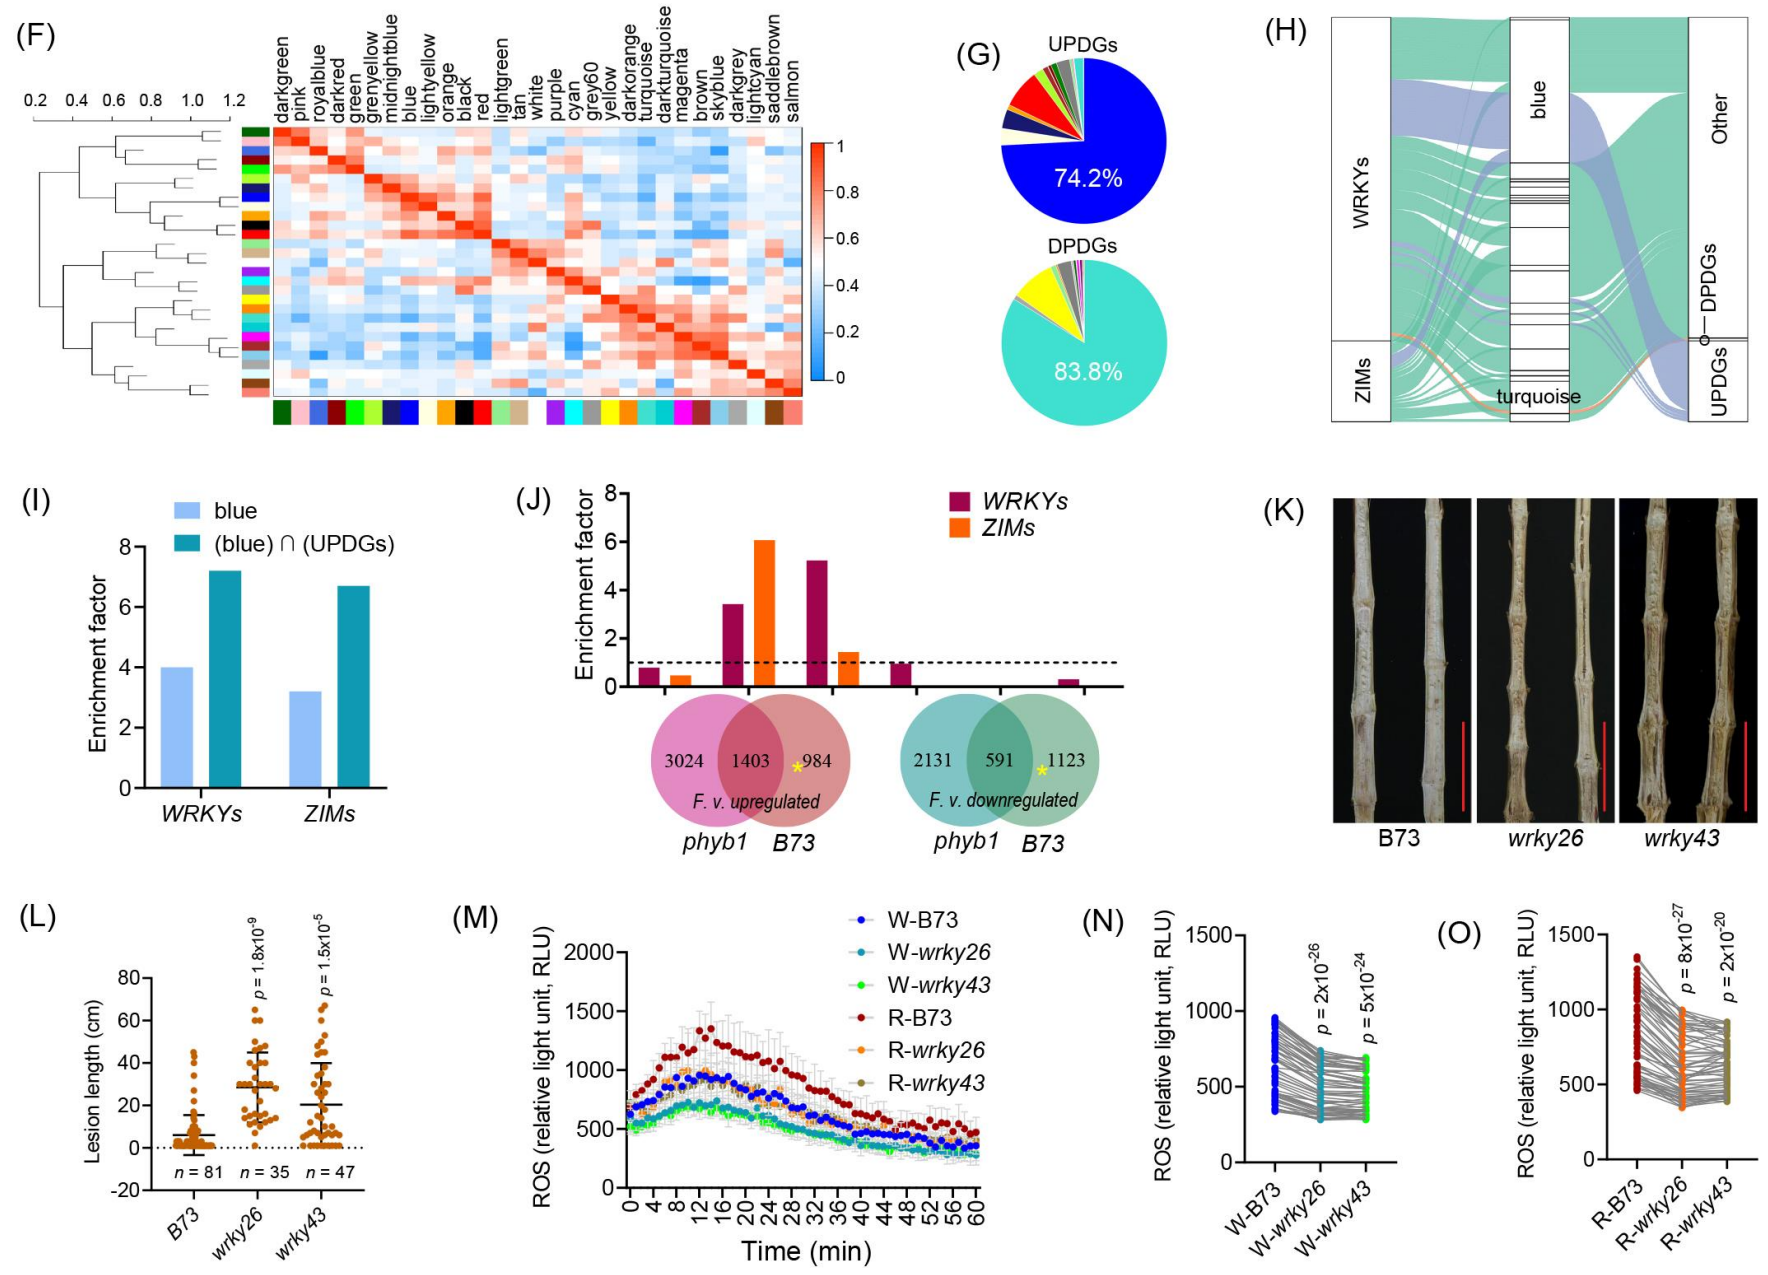 (F)
0.2 0.4 0.6 0.8 1.0 1.2
darkgreen
pink
royalblue
darkred
green
grenyellow
midnightblue
blue
lightyellow
orange
black
red
lightgreen
tan
white
purple
cyan
grey60
yellow
darkorange
turquoise
darkturquoise
magenta
brown
skyblue
darkgrey
lightcyan
saddlebrown
salmon
1
0.8
0.6
0.4
0.2
0
(G)
UPDGs
74.2%
DPDGs
83.8%
(H)
WRKYs
ZIMs
blue
turquoise
Other
DPDGs
UPDGs
(I)
blue
(blue) ∩ (UPDGs)
Enrichment factor
8
6
4
2
0
WRKYs ZIMs
(J)
WRKYs
ZIMs
Enrichment factor
8
6
4
2
0
3024 1403 *984
F. v. upregulated
phyb1 B73
2131 591 *1123
F. v. downregulated
phyb1 B73
(K)
B73 wrky26 wrky43
(L)
Lesion length (cm)
80
60
40
20
0
-20
p = 1.8x10-9
p = 1.5x10-5
n = 81 n = 35 n = 47
B73 wrky26 wrky43
(M)
W-B73
W-wrky26
W-wrky43
R-B73
R-wrky26
R-wrky43
ROS (relative light unit, RLU)
2000
1500
1000
500
0
0 4 8 12 16 20 24 28 32 36 40 44 48 52 56 60
Time (min)
(N)
ROS (relative light unit, RLU)
1500
1000
500
0
p = 2x10-26
p = 5x10-24
W-B73
W-wrky26
W-wrky43
(O)
ROS (relative light unit, RLU)
1500
1000
500
0
p = 8x10-27
p = 2x10-20
R-B73
R-wrky26
R-wrky43